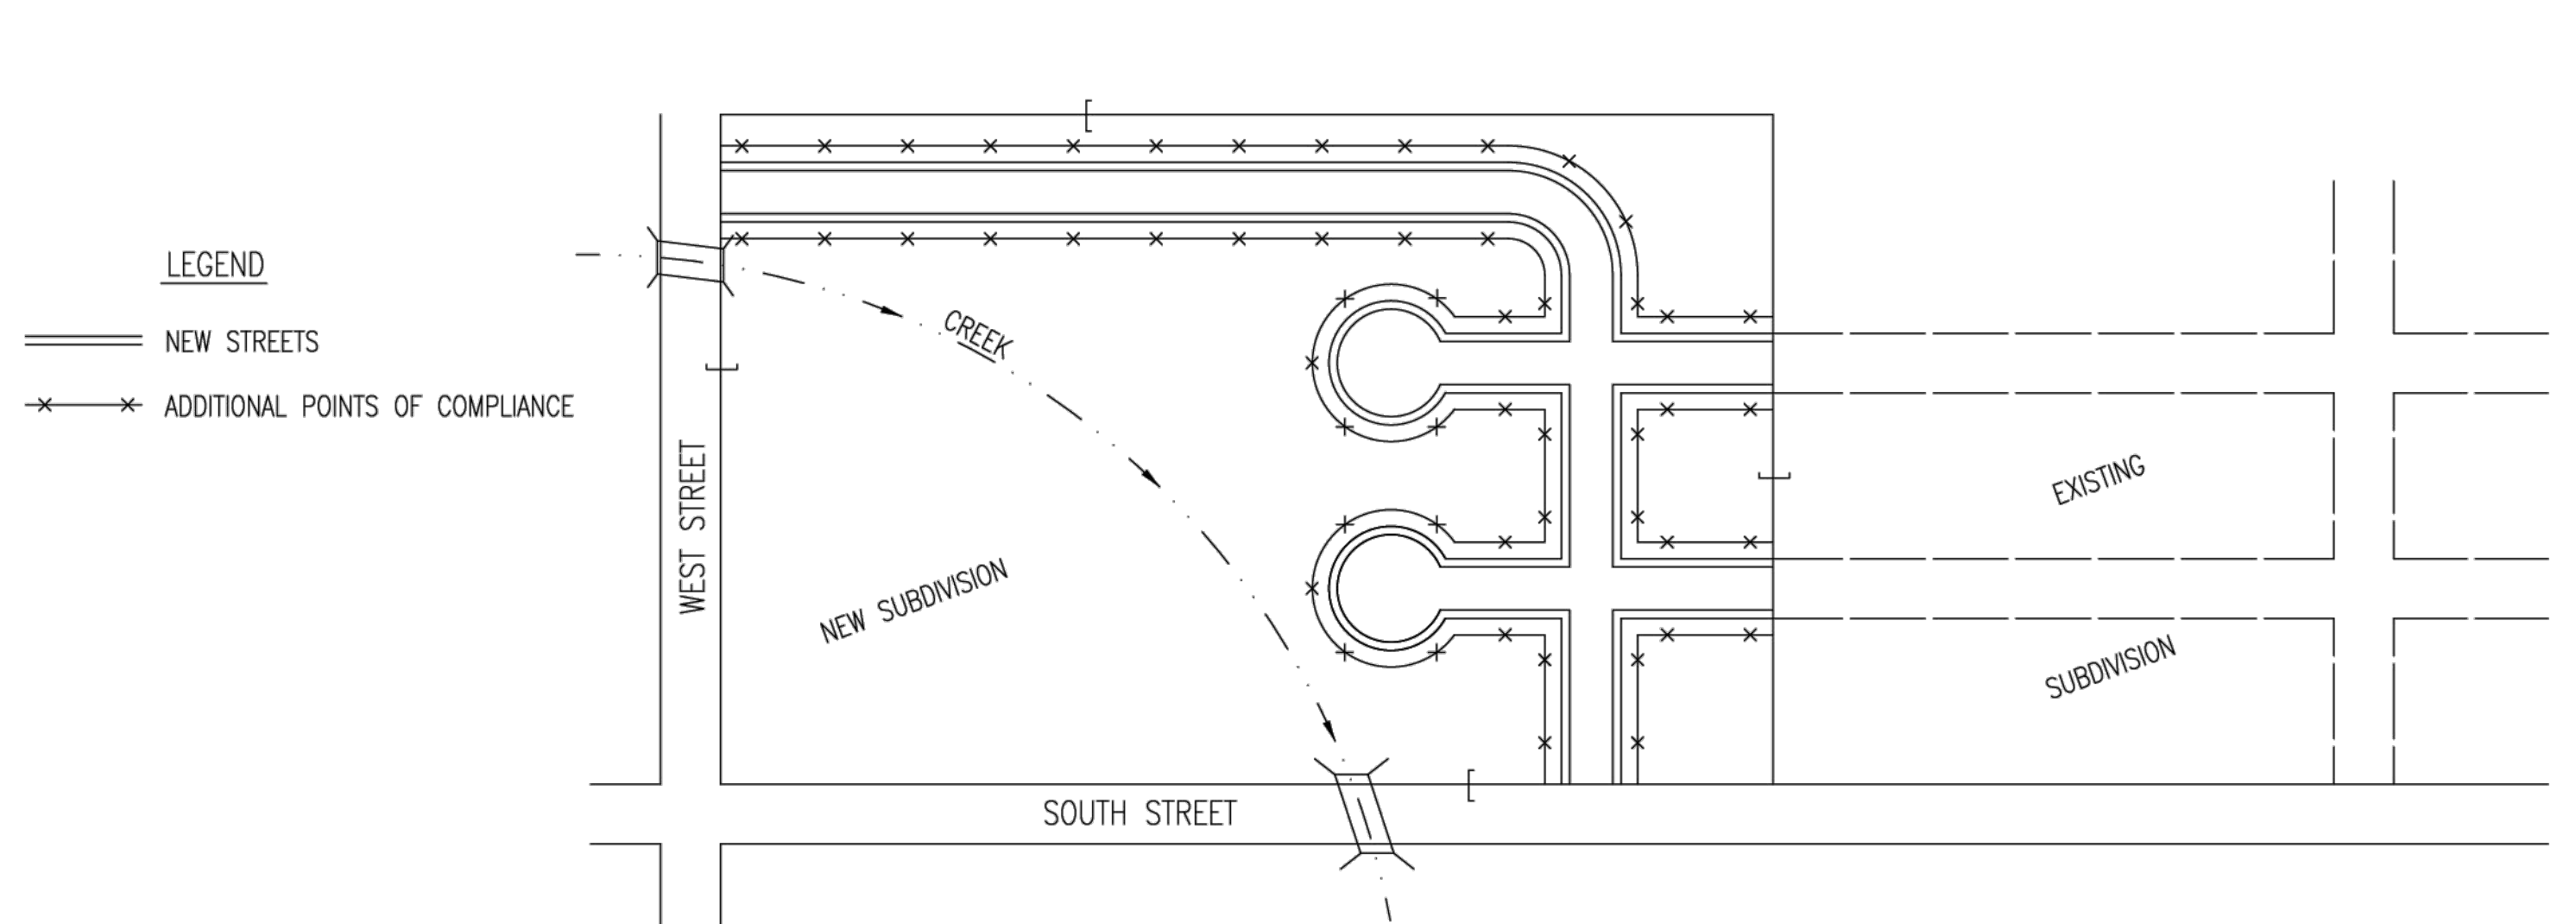 LEGEND
NEW STREETS
ADDITIONAL POINTS OF COMPLIANCE
WEST STREET
CREEK
NEW SUBDIVISION
SOUTH STREET
EXISTING
SUBDIVISION